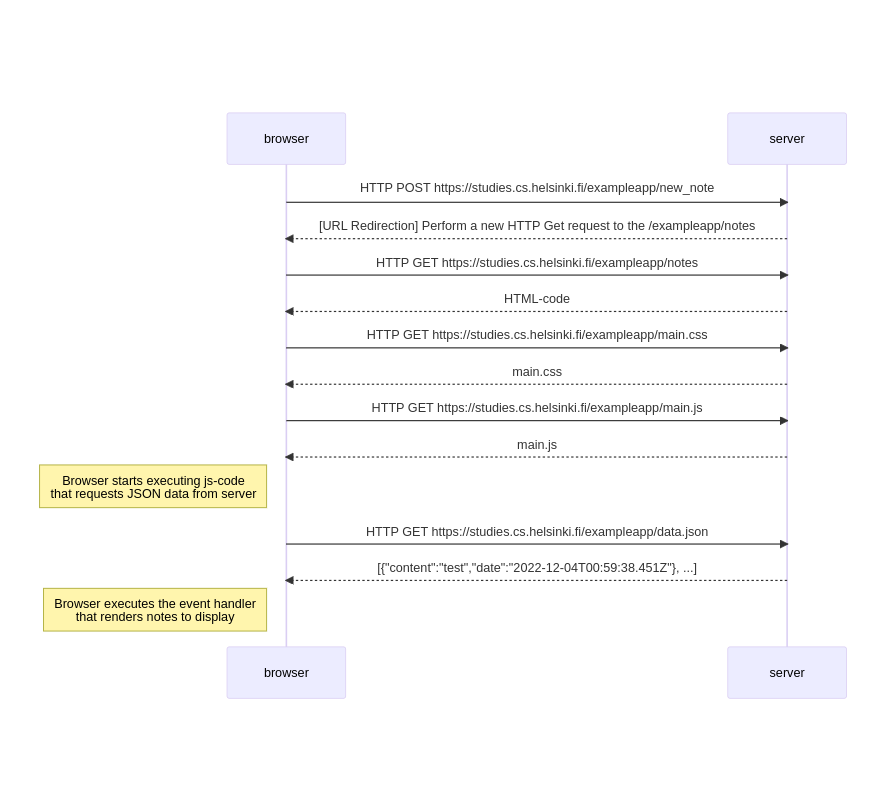 browser
server
HTTP POST https://studies.cs.helsinki.fi/exampleapp/new_note
[URL Redirection] Perform a new HTTP Get request to the /exampleapp/notes
HTTP GET https://studies.cs.helsinki.fi/exampleapp/notes
HTML-code
HTTP GET https://studies.cs.helsinki.fi/exampleapp/main.css
main.css
HTTP GET https://studies.cs.helsinki.fi/exampleapp/main.js
main.js
Browser starts executing js-code
that requests JSON data from server
HTTP GET https://studies.cs.helsinki.fi/exampleapp/data.json
[{"content":"test","date":"2022-12-04T00:59:38.451Z"}, ...]
Browser executes the event handler
that renders notes to display
browser
server